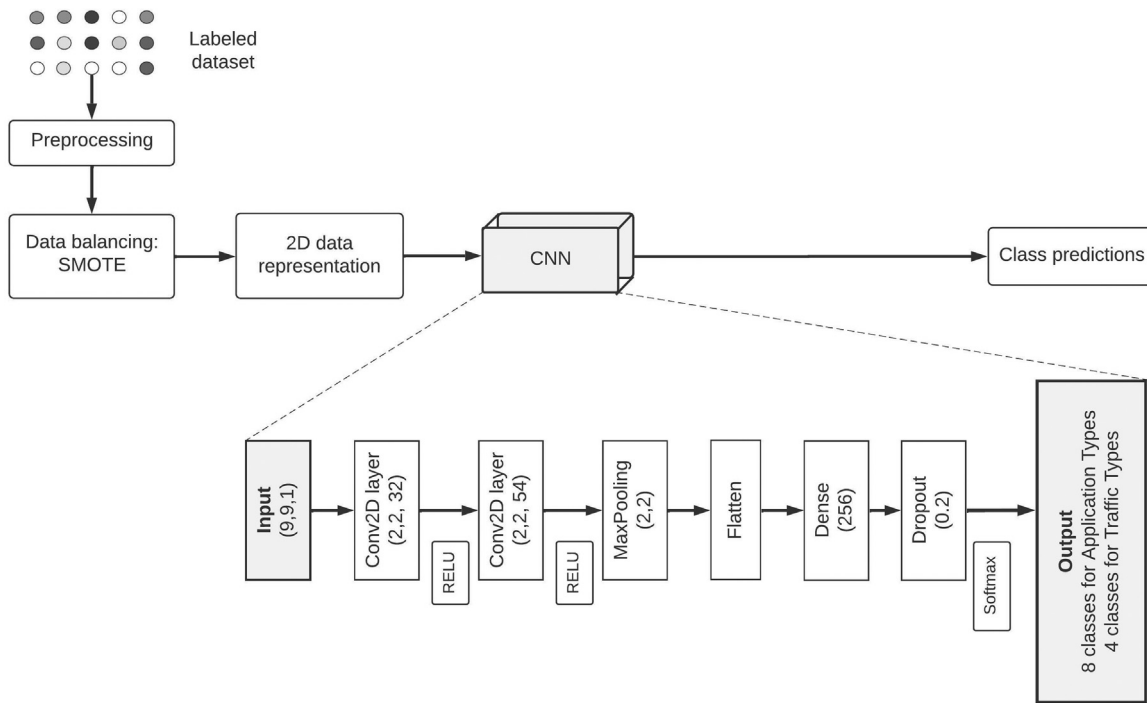 Labeled
dataset
Preprocessing
Data balancing:
SMOTE
2D data
representation
CNN
Class predictions
Input
(9,9,1)
Conv2D layer
(2,2, 32)
RELU
Conv2D layer
(2,2, 54)
RELU
MaxPooling
(2,2)
Flatten
Dense
(256)
Dropout
(0.2)
Softmax
Output
8 classes for Application Types
4 classes for Traffic Types